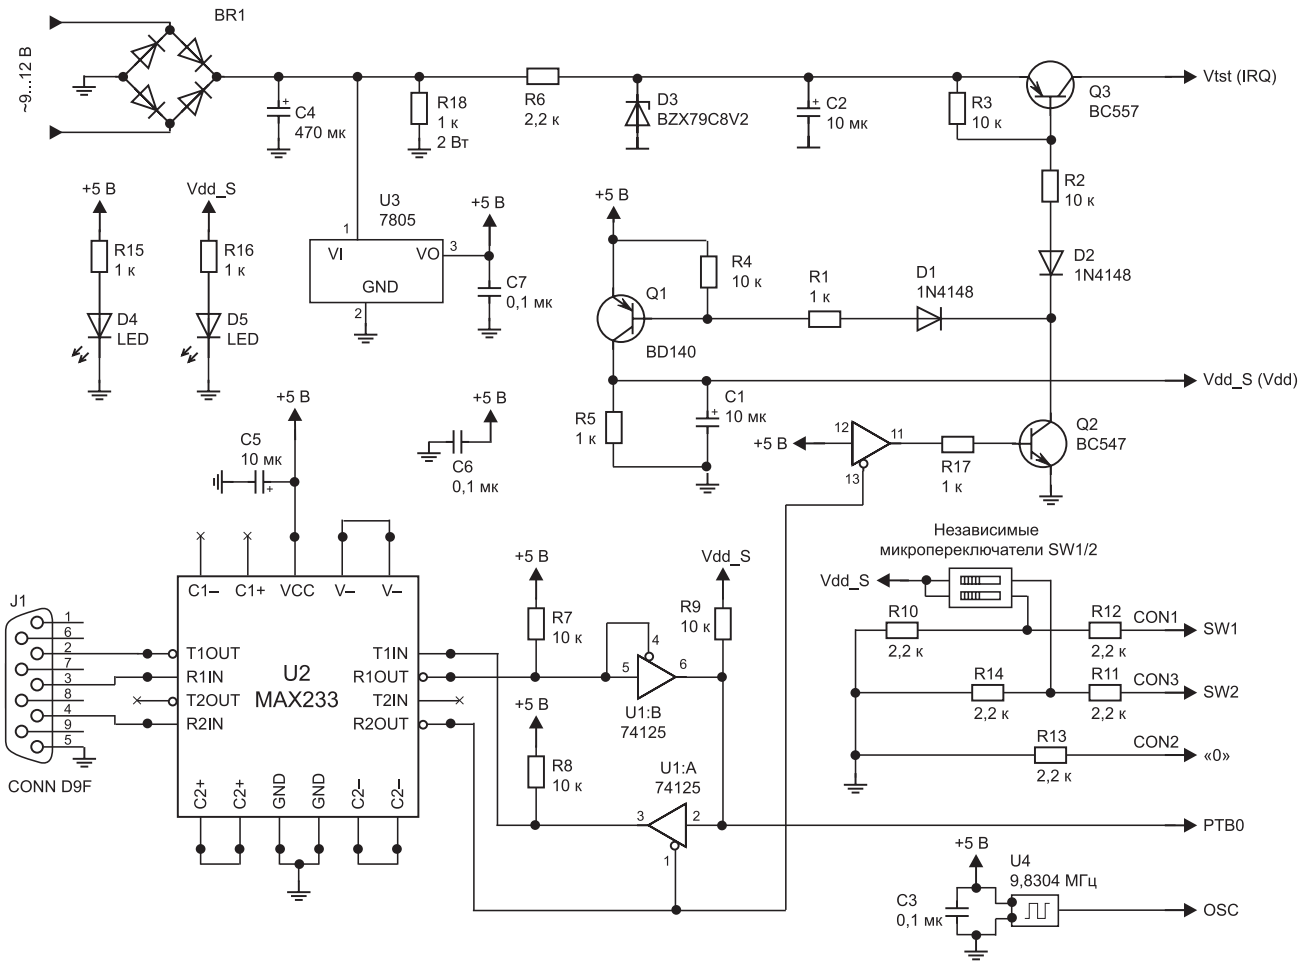 BR1
~9...12 В
C4
470 мк
R18
1 к
2 Вт
R6
2,2 к
D3
BZX79C8V2
C2
10 мк
R3
10 к
Q3
BC557
Vtst (IRQ)
R2
10 к
D2
1N4148
+5 В
R15
1 к
D4
LED
Vdd_S
R16
1 к
D5
LED
U3
7805
1
VI
VO
3
GND
2
+5 В
C7
0,1 мк
+5 В
R4
10 к
Q1
BD140
R1
1 к
D1
1N4148
Vdd_S (Vdd)
R5
1 к
C1
10 мк
+5 В
12
11
13
R17
1 к
Q2
BC547
+5 В
C5
10 мк
+5 В
C6
0,1 мк
C1–
C1+
VCC
V–
V–
J1
1
6
2
7
3
8
4
9
5
CONN D9F
T1OUT
R1IN
T2OUT
R2IN
U2
MAX233
T1IN
R1OUT
T2IN
R2OUT
C2+
C2+
GND
GND
C2–
C2–
+5 В
R7
10 к
5
4
6
U1:B
74125
Vdd_S
R9
10 к
+5 В
R8
10 к
U1:A
74125
3
2
1
Независимые
микропереключатели SW1/2
Vdd_S
R10
2,2 к
R12
2,2 к
CON1
SW1
R14
2,2 к
R11
2,2 к
CON3
SW2
R13
2,2 к
CON2
«0»
PTB0
+5 В
C3
0,1 мк
U4
9,8304 МГц
OSC